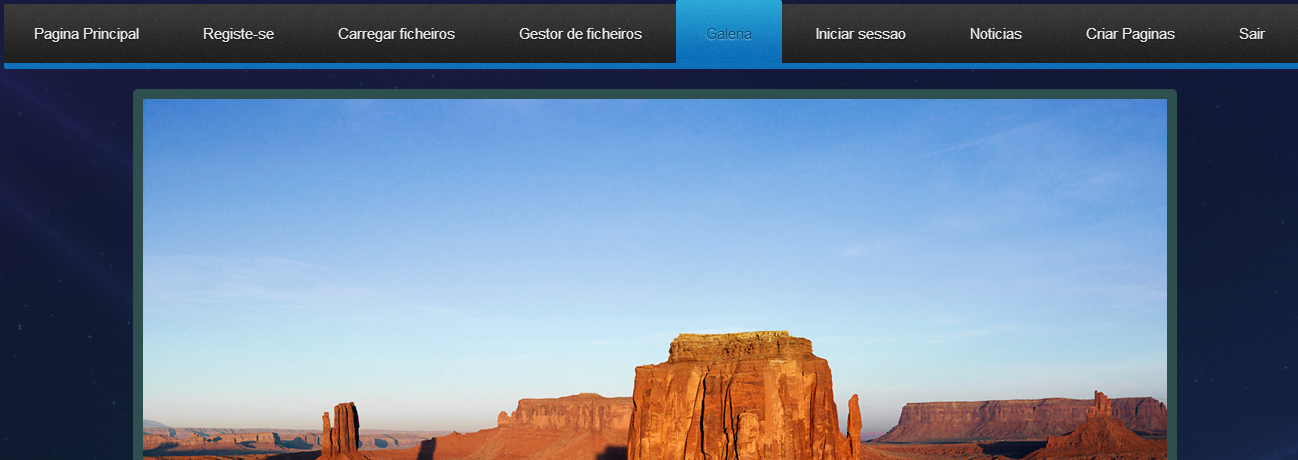 Pagina Principal Registe-se Carregar ficheiros Gestor de ficheiros Galeria Iniciar sessao Noticias Criar Paginas Sair